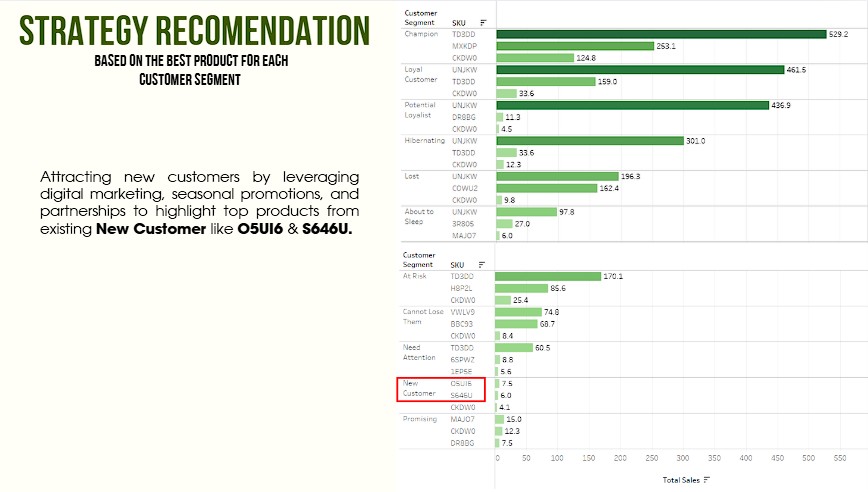 STRATEGY RECOMENDATION
BASED ON THE BEST PRODUCT FOR EACH
CUSTOMER SEGMENT
Attracting new customers by leveraging
digital marketing, seasonal promotions, and
partnerships to highlight top products from
existing New Customer like O5UI6 & S646U.
Customer
Segment SKU
Champion TD3DD 529.2
MXKDP 253.1
CKDW0 124.8
Loyal
Customer
UNJKW 461.5
TD3DD 159.0
CKDW0 33.6
Potential
Loyalist
UNJKW 436.9
DR8BG 11.3
CKDW0 4.5
Hibernating UNJKW 301.0
TD3DD 33.6
CKDW0 12.3
Lost UNJKW 196.3
COWUZ 162.4
CKDW0 9.8
About to
Sleep
UNJKW 97.8
3R805 27.0
MAJO7 6.0
Customer
Segment SKU
At Risk TD3DD 170.1
H8P2L 85.6
CKDW0 25.4
Cannot Lose
Them
VWLV9 74.8
BBC93 68.7
CKDW0 8.4
Need
Attention
TD3DD 60.5
6SPWZ 8.8
1EP5E 5.6
New
Customer
O5UI6 7.5
S646U 6.0
CKDW0 4.1
Promising MAJO7 15.0
CKDW0 12.3
DR8BG 7.5
0 50 100 150 200 250 300 350 400 450 500 550
Total Sales